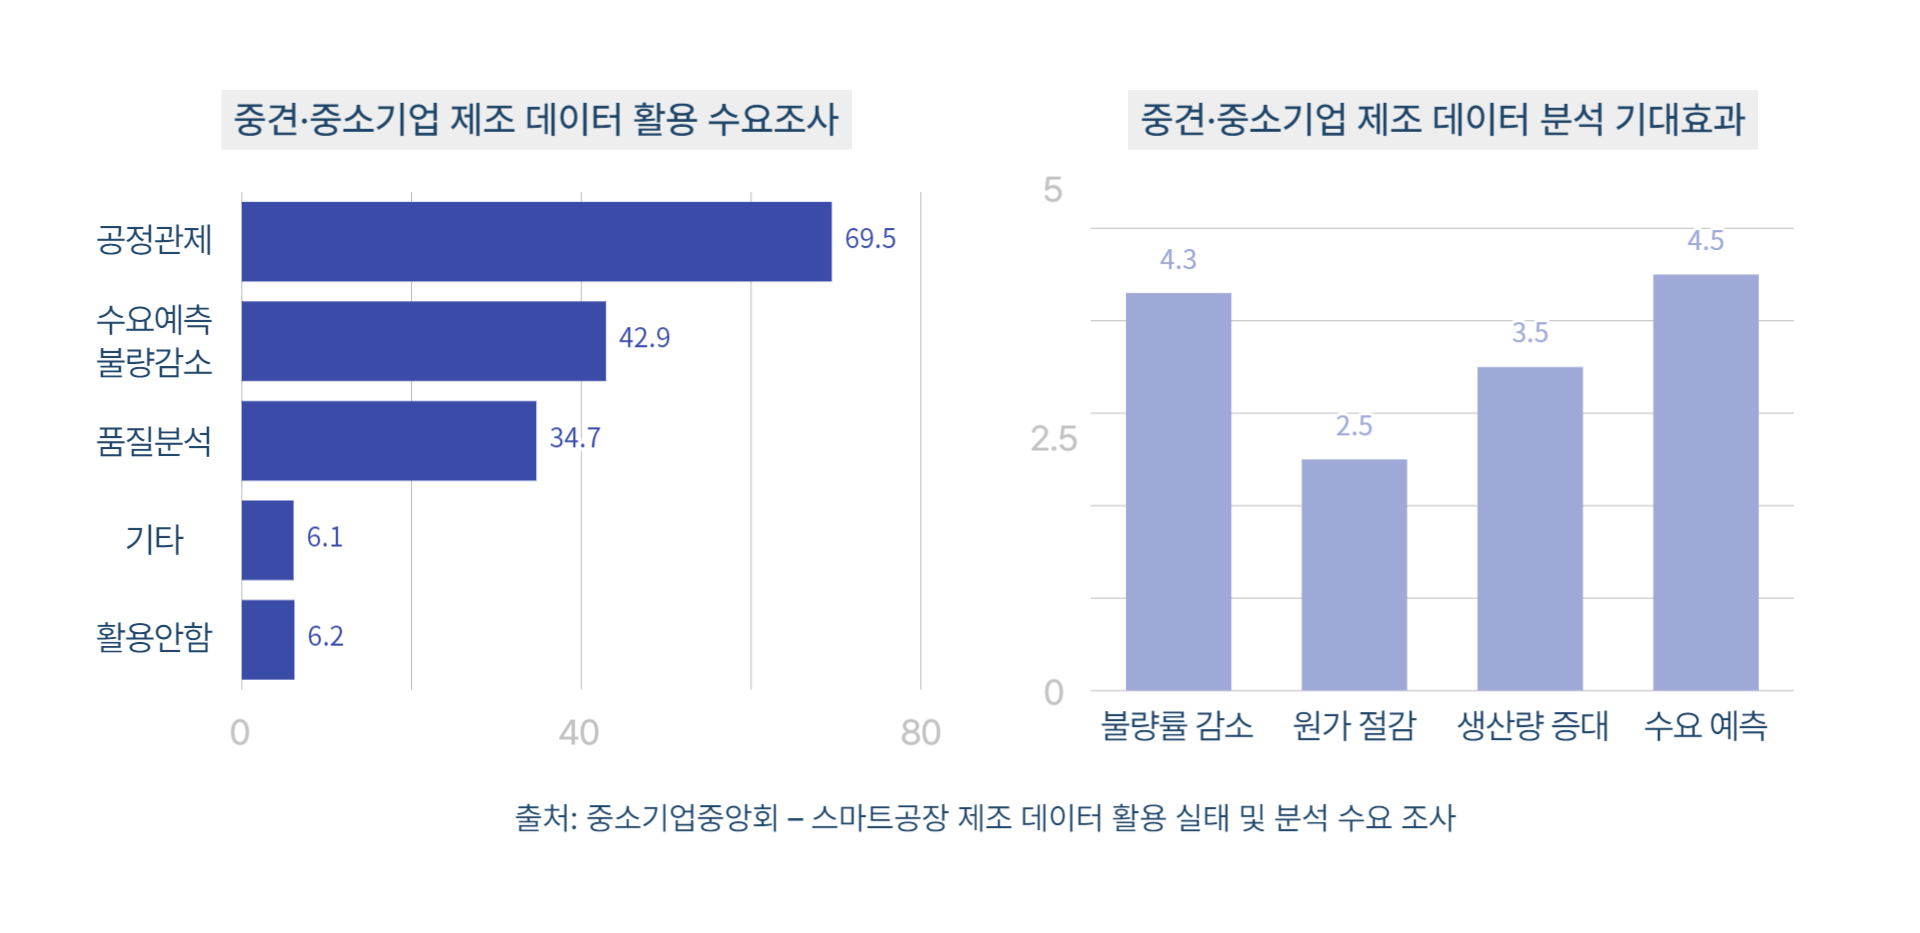 중견·중소기업 제조 데이터 활용 수요조사
공정관제
69.5
수요예측
불량감소
42.9
품질분석
34.7
기타
6.1
활용안함
6.2
0
40
80
중견·중소기업 제조 데이터 분석 기대효과
5
2.5
0
4.3
2.5
3.5
4.5
불량률 감소
원가 절감
생산량 증대
수요 예측
출처: 중소기업중앙회 – 스마트공장 제조 데이터 활용 실태 및 분석 수요 조사